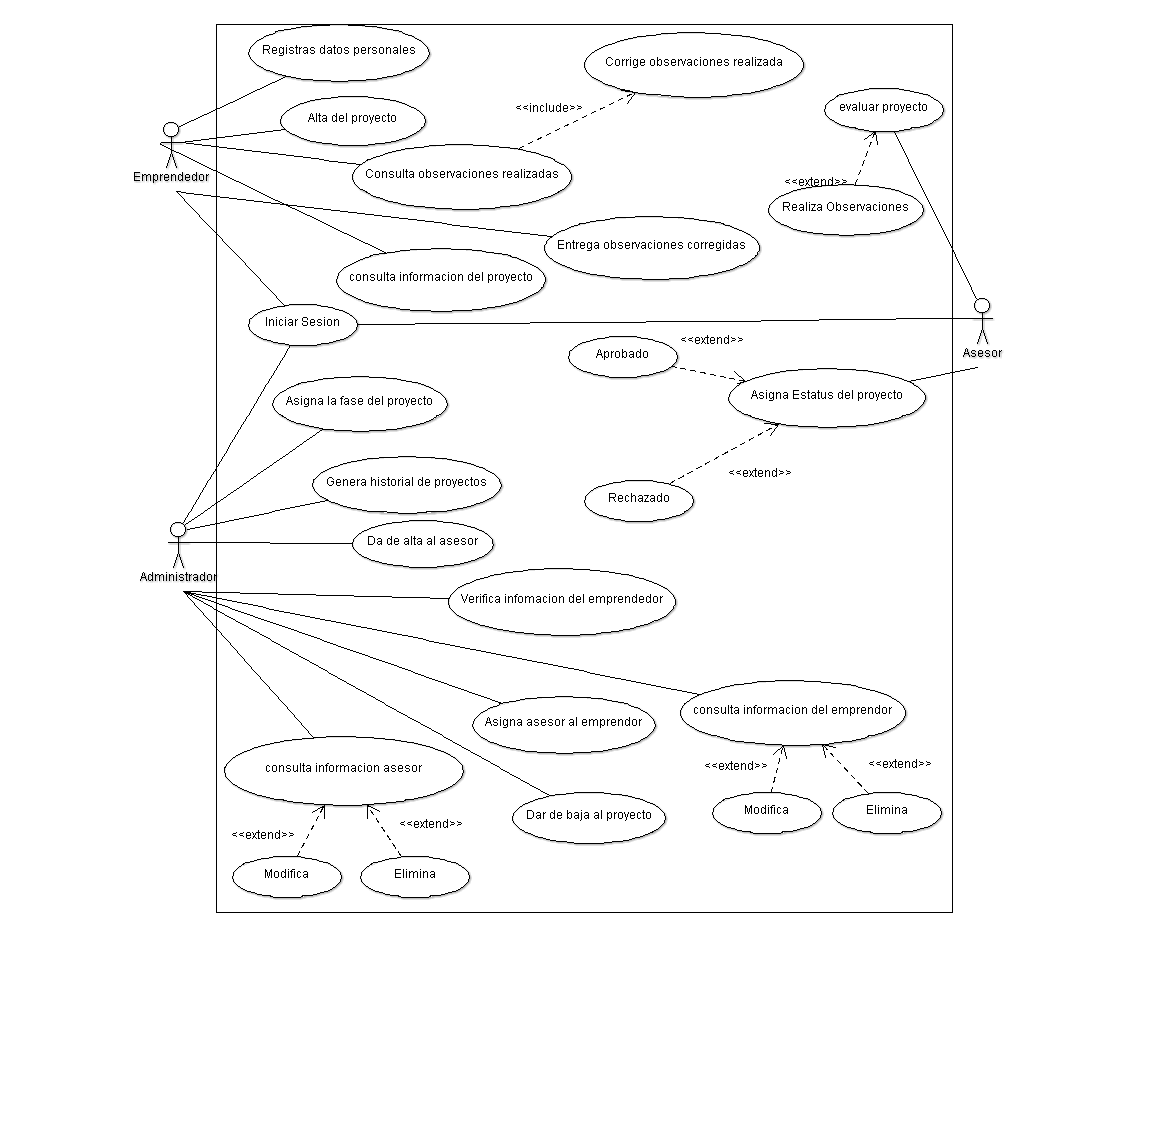 Registras datos personales
Corrige observaciones realizada
<<include>>
evaluar proyecto
Alta del proyecto
Emprendedor
Consulta observaciones realizadas
<<extend>>
Realiza Observaciones
Entrega observaciones corregidas
consulta informacion del proyecto
Iniciar Sesion
<<extend>>
Aprobado
Asesor
Asigna Estatus del proyecto
Asigna la fase del proyecto
<<extend>>
Genera historial de proyectos
Rechazado
Da de alta al asesor
Administrador
Verifica infomacion del emprendedor
consulta informacion del emprendor
Asigna asesor al emprendor
consulta informacion asesor
<<extend>>
<<extend>>
Modifica
Elimina
Dar de baja al proyecto
<<extend>>
<<extend>>
Modifica
Elimina